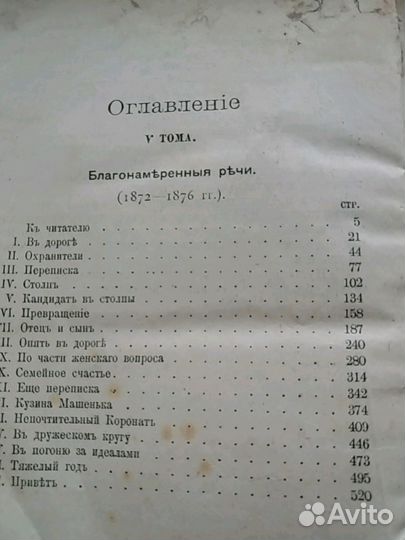 Оглавленіе
V ТОМА.
Благонамѣренныя рѣчи.
(1872—1876 гг.).
СТР.
Къ читателю . . . . . . . . . . 5
I. Въ дорогѣ . . . . . . . . . . 21
II. Охранители . . . . . . . . . . 44
III. Переписка . . . . . . . . . . 77
IV. Столпъ . . . . . . . . . . 102
V. Кандидатъ въ столпы . . . . . . . . . . 134
VI. Превращеніе . . . . . . . . . . 158
II. Отецъ и сынъ . . . . . . . . . . 187
II. Опять въ дорогѣ . . . . . . . . . . 240
X. По части женскаго вопроса . . . . . . . . . . 280
X. Семейное счастье . . . . . . . . . . 314
I. Еще переписка . . . . . . . . . . 342
I. Кузина Машенька . . . . . . . . . . 374
I. Непочтительный Коронатъ . . . . . . . . . . 409
V. Въ дружескомъ кругу . . . . . . . . . . 446
V. Въ погоню за идеалами . . . . . . . . . . 473
I. Тяжелый годъ . . . . . . . . . . 495
I. Привѣтъ . . . . . . . . . . 520
Avito